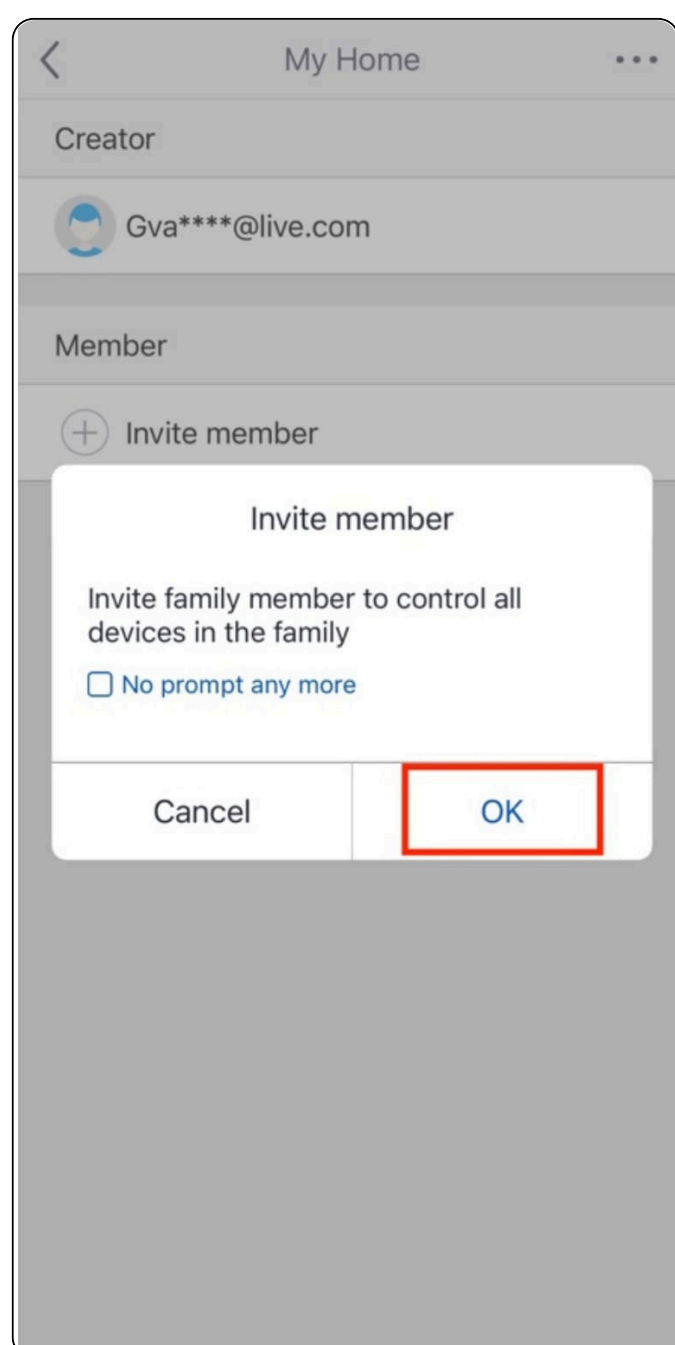 My Home
Creator
Gva****@live.com
Member
Invite member
Invite member
Invite family member to control all
devices in the family
No prompt any more
Cancel
OK